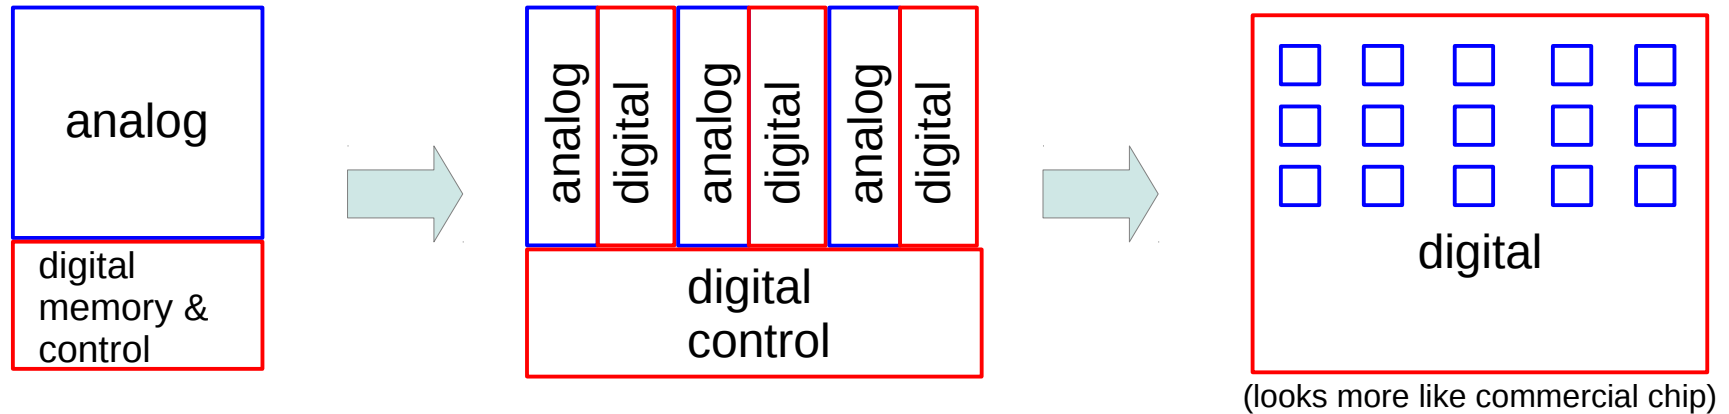 analog
digital
memory &
control
analog
digital
analog
digital
analog
digital
digital
control
digital
(looks more like commercial chip)